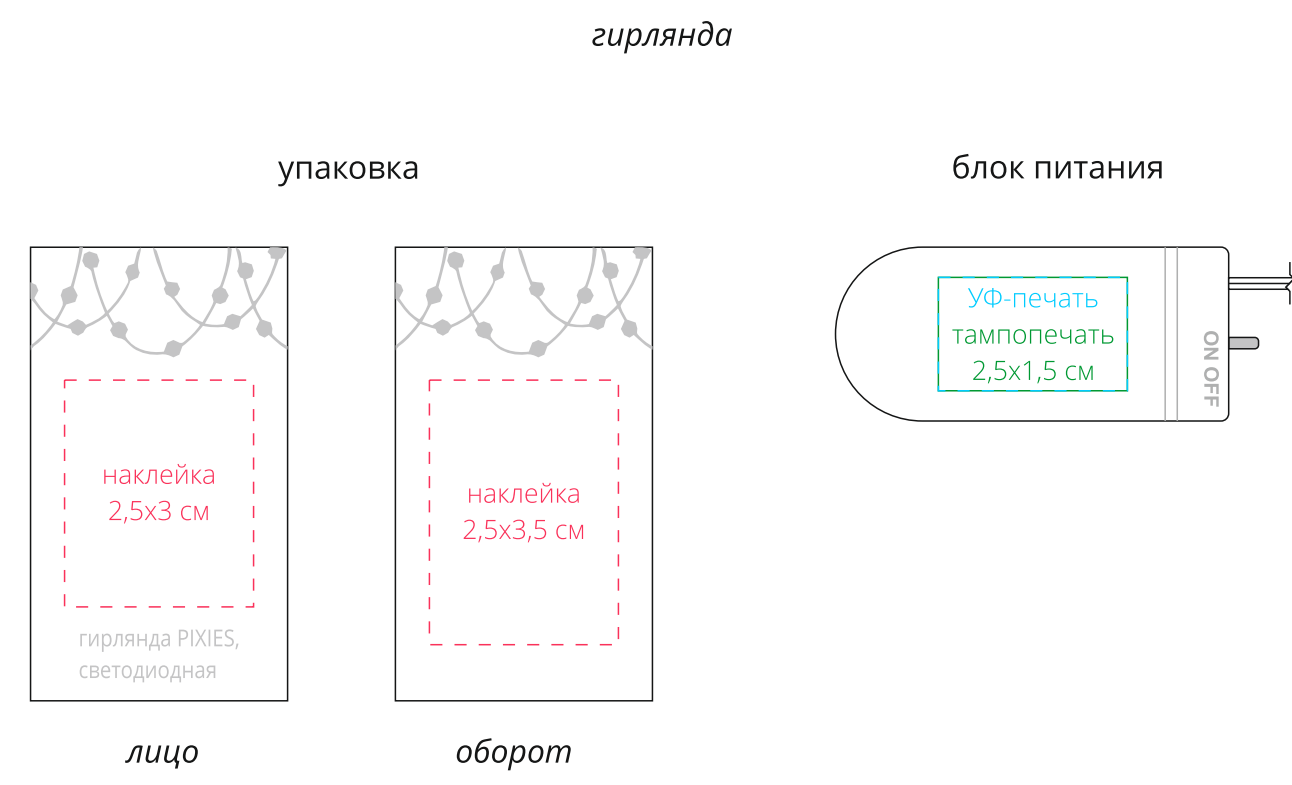 гирлянда
упаковка
блок питания
наклейка
2,5х3 см
гирлянда PIXIES,
светодиодная
лицо
наклейка
2,5х3,5 см
оборот
УФ-печать
тампопечать
2,5х1,5 см
ON OFF